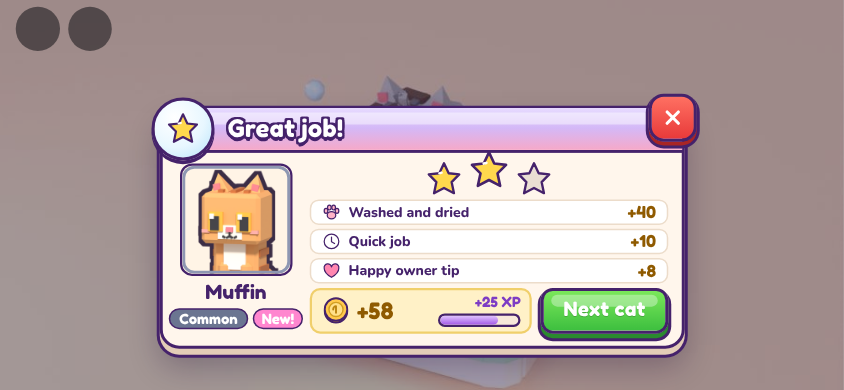 Great job!
Washed and dried +40
Quick job +10
Happy owner tip +8
Muffin
Common New!
1 +58 +25 XP
Next cat